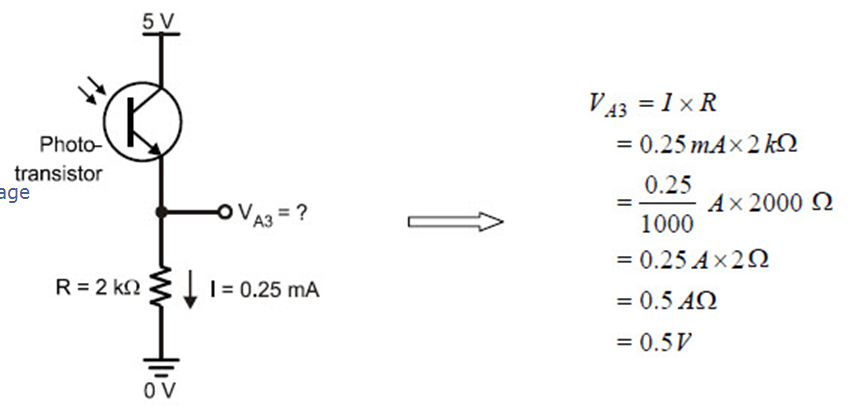 5 V
Photo-
transistor
age
V_A3 = ?
R = 2 kΩ
I = 0.25 mA
0 V
V_A3 = I × R
= 0.25 mA × 2 kΩ
= 0.25/1000 A × 2000 Ω
= 0.25 A × 2 Ω
= 0.5 AΩ
= 0.5 V